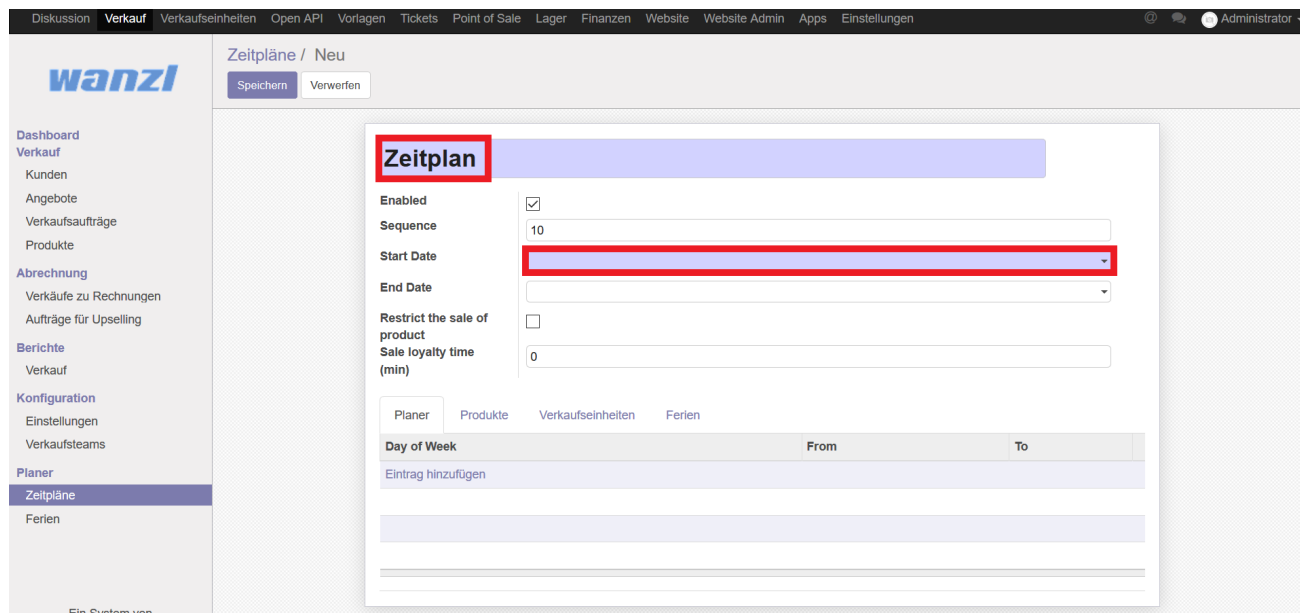 Diskussion Verkauf Verkaufseinheiten Open API Vorlagen Tickets Point of Sale Lager Finanzen Website Website Admin Apps Einstellungen @ Administrator
wanzl
Zeitpläne / Neu
Speichern Verwerfen
Dashboard
Verkauf
Kunden
Angebote
Verkaufsaufträge
Produkte
Abrechnung
Verkäufe zu Rechnungen
Aufträge für Upselling
Berichte
Verkauf
Konfiguration
Einstellungen
Verkaufsteams
Planer
Zeitpläne
Ferien
Ein System von
Zeitplan
Enabled
Sequence 10
Start Date
End Date
Restrict the sale of
product
Sale loyalty time
(min) 0
Planer Produkte Verkaufseinheiten Ferien
Day of Week From To
Eintrag hinzufügen